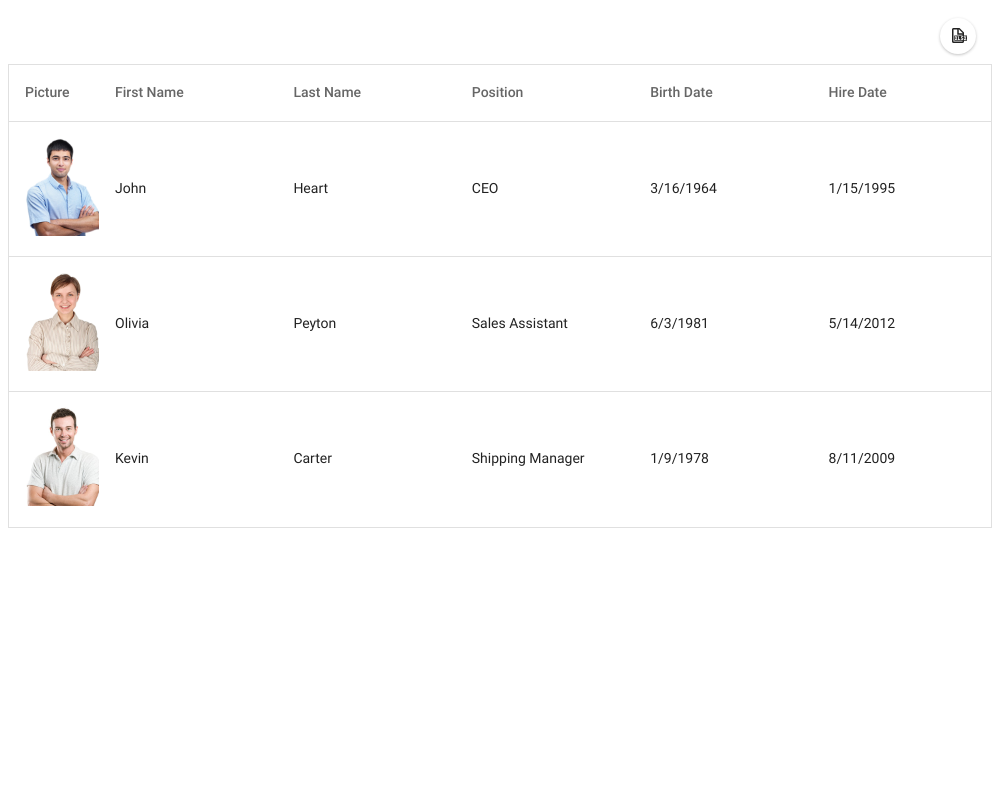 Picture First Name Last Name Position Birth Date Hire Date
John Heart CEO 3/16/1964 1/15/1995
Olivia Peyton Sales Assistant 6/3/1981 5/14/2012
Kevin Carter Shipping Manager 1/9/1978 8/11/2009